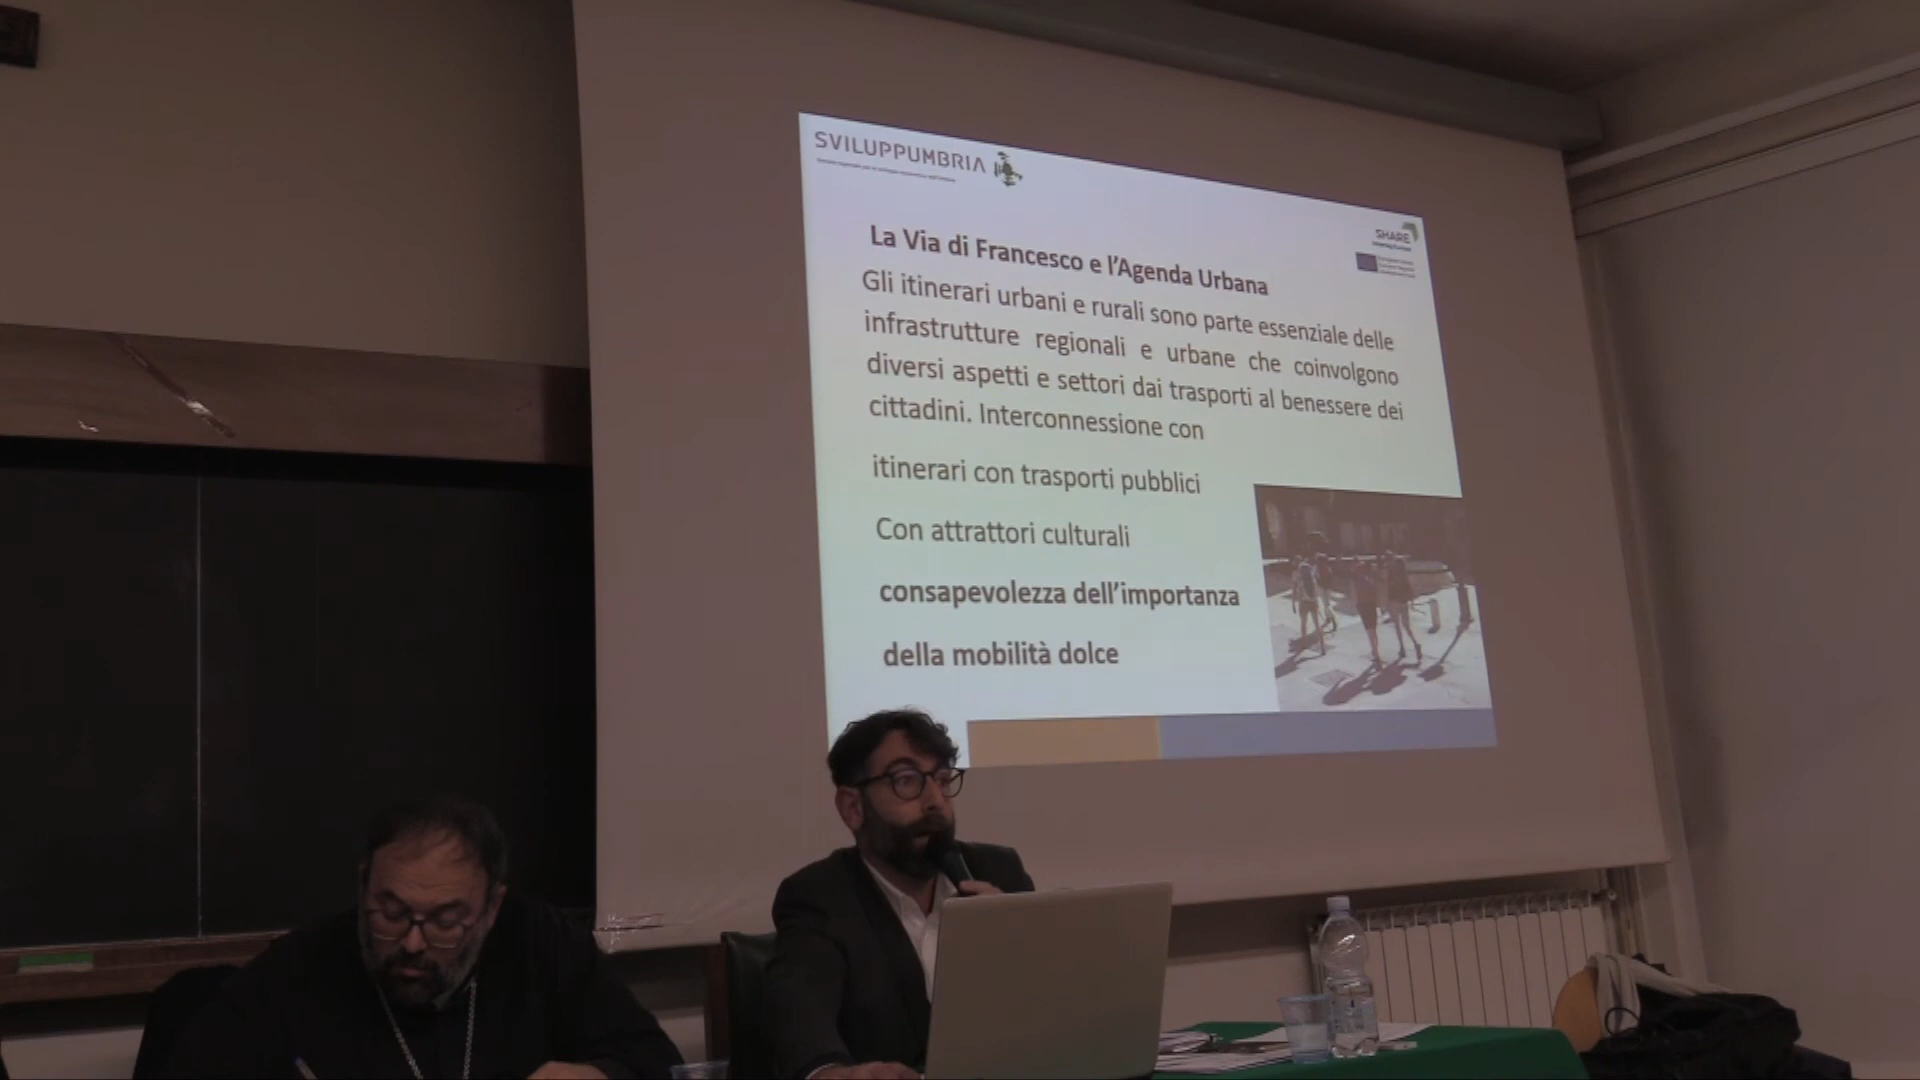 SVILUPPUMBRIA
SHARE
La Via di Francesco e l'Agenda Urbana
Gli itinerari urbani e rurali sono parte essenziale delle
infrastrutture regionali e urbane che coinvolgono
diversi aspetti e settori dai trasporti al benessere dei
cittadini. Interconnessione con
itinerari con trasporti pubblici
Con attrattori culturali
consapevolezza dell'importanza
della mobilità dolce